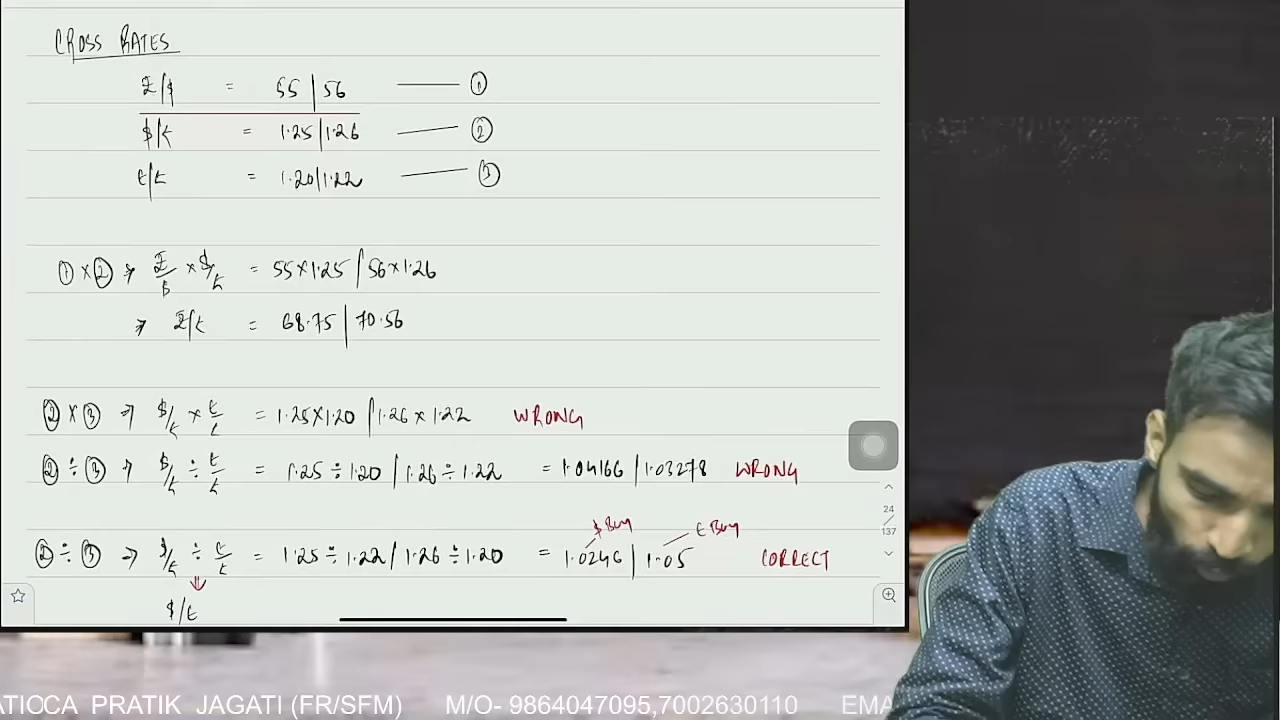 CROSS RATES
₹/$ = 55 | 56 ——— ①
$/£ = 1.25 | 1.26 ——— ②
€/£ = 1.20 | 1.22 ——— ③
① × ② ⇒ ₹/$ × $/£ = 55×1.25 | 56×1.26
⇒ ₹/£ = 68.75 | 70.56
② × ③ ⇒ $/£ × €/£ = 1.25×1.20 | 1.26×1.22 WRONG
② ÷ ③ ⇒ $/£ ÷ €/£ = 1.25÷1.20 | 1.26÷1.22 = 1.04166 | 1.03278 WRONG
$ Buy € Buy
② ÷ ③ ⇒ $/£ ÷ €/£ = 1.25÷1.22 | 1.26÷1.20 = 1.0246 | 1.05 CORRECT
$/€
24
137
ATIOCA PRATIK JAGATI (FR/SFM) M/O- 9864047095,7002630110 EMA